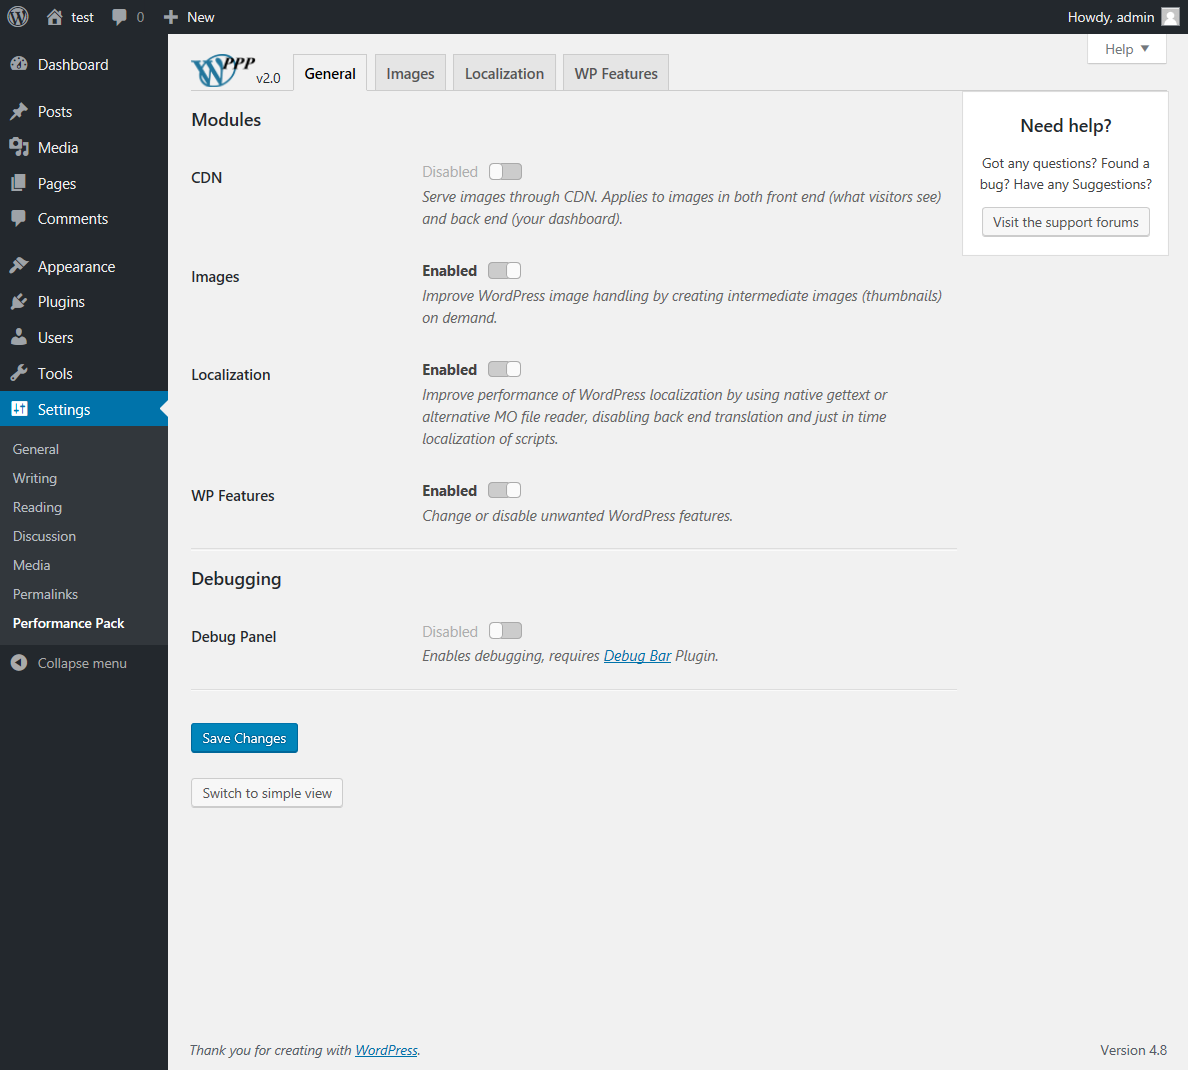 test
0
New
Howdy, admin
Help
Dashboard
Posts
Media
Pages
Comments
Appearance
Plugins
Users
Tools
Settings
General
Writing
Reading
Discussion
Media
Permalinks
Performance Pack
Collapse menu
WPPP v2.0
General
Images
Localization
WP Features
Modules
CDN
Disabled
Serve images through CDN. Applies to images in both front end (what visitors see)
and back end (your dashboard).
Images
Enabled
Improve WordPress image handling by creating intermediate images (thumbnails)
on demand.
Localization
Enabled
Improve performance of WordPress localization by using native gettext or
alternative MO file reader, disabling back end translation and just in time
localization of scripts.
WP Features
Enabled
Change or disable unwanted WordPress features.
Debugging
Debug Panel
Disabled
Enables debugging, requires Debug Bar Plugin.
Save Changes
Switch to simple view
Need help?
Got any questions? Found a
bug? Have any Suggestions?
Visit the support forums
Thank you for creating with WordPress.
Version 4.8